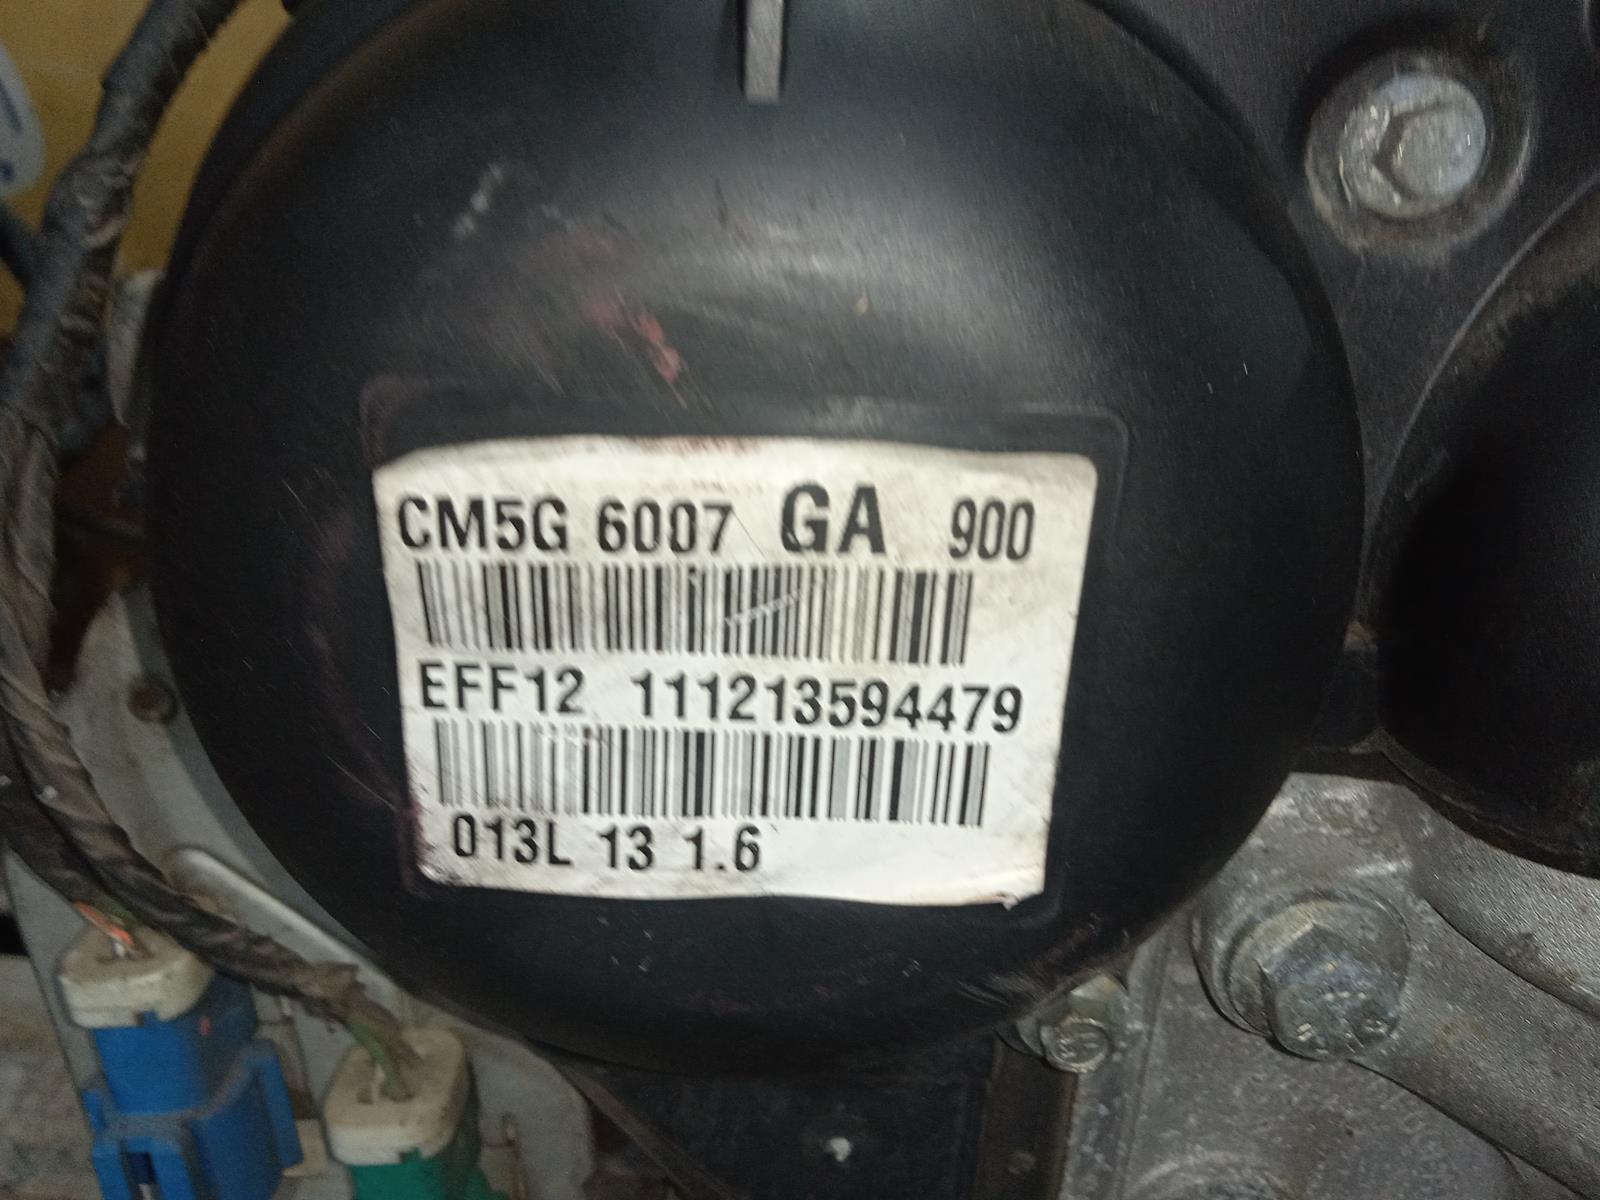 CM5G 6007 GA 900
EFF12 111213594479
013L 13 1.6